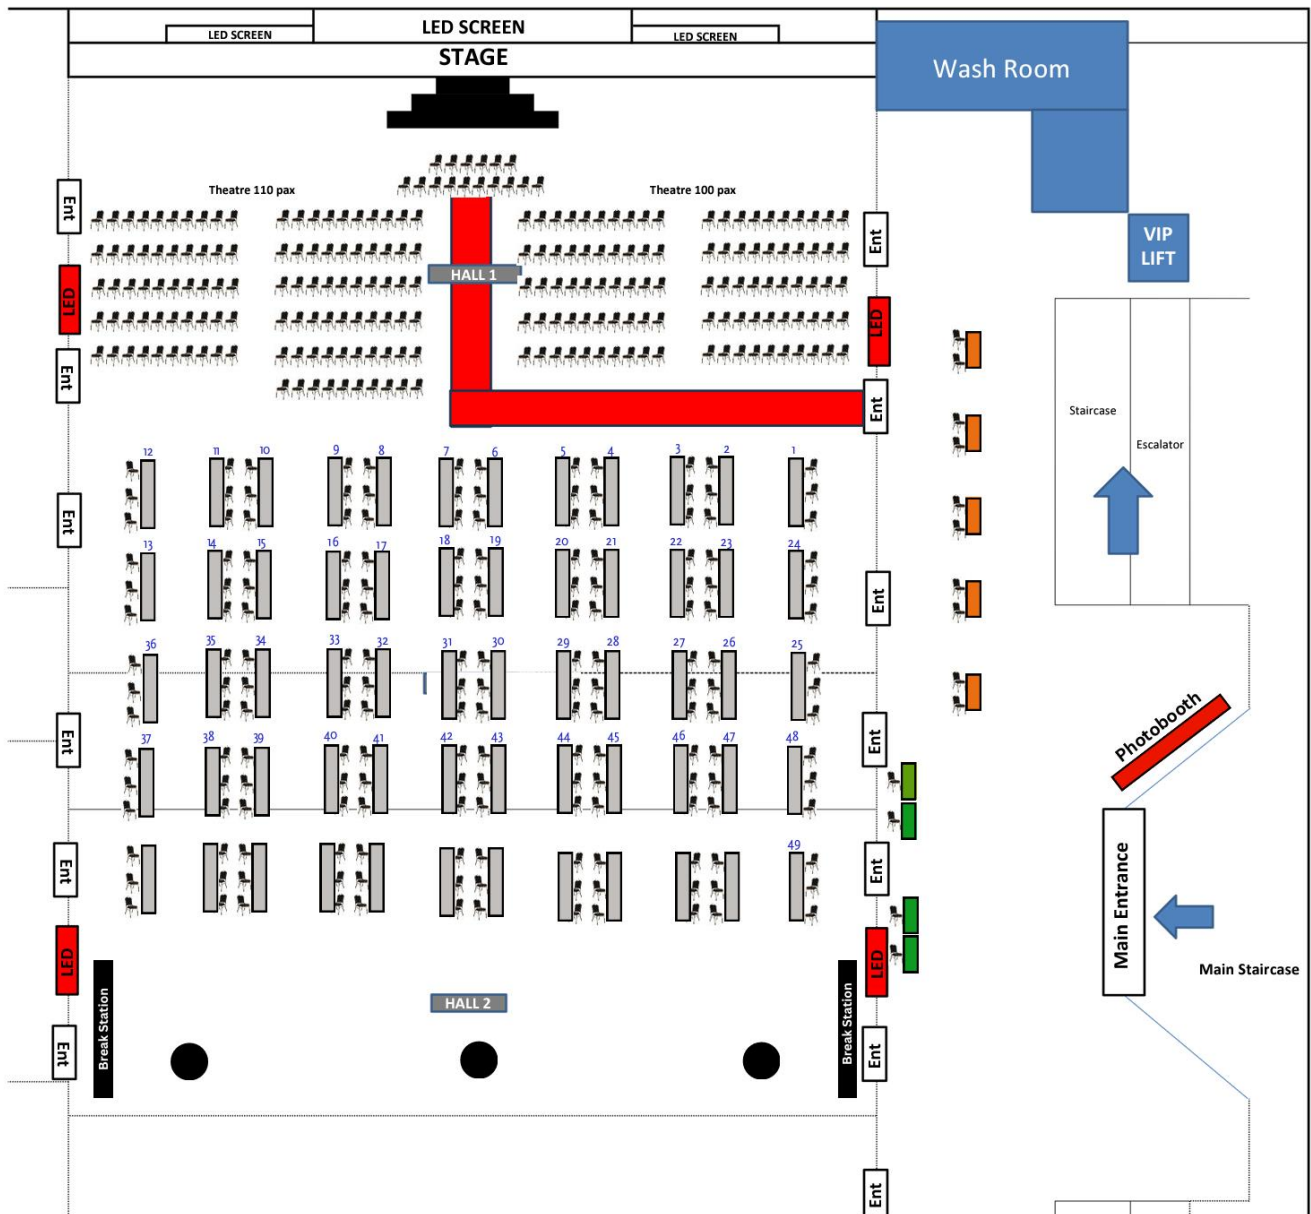 LED SCREEN
LED SCREEN
LED SCREEN
STAGE
Wash Room
Theatre 110 pax
Theatre 100 pax
Ent
Ent
VIP
LIFT
HALL 1
LED
LED
Ent
Ent
Staircase
Escalator
12
11
10
9
8
7
6
5
4
3
2
1
Ent
13
14
15
16
17
18
19
20
21
22
23
24
Ent
36
35
34
33
32
31
30
29
28
27
26
25
Photobooth
Ent
Ent
37
38
39
40
41
42
43
44
45
46
47
48
49
Ent
Ent
Main Entrance
LED1
LED
Main Staircase
HALL 2
Break Station
Break Station
Ent
Ent
Ent